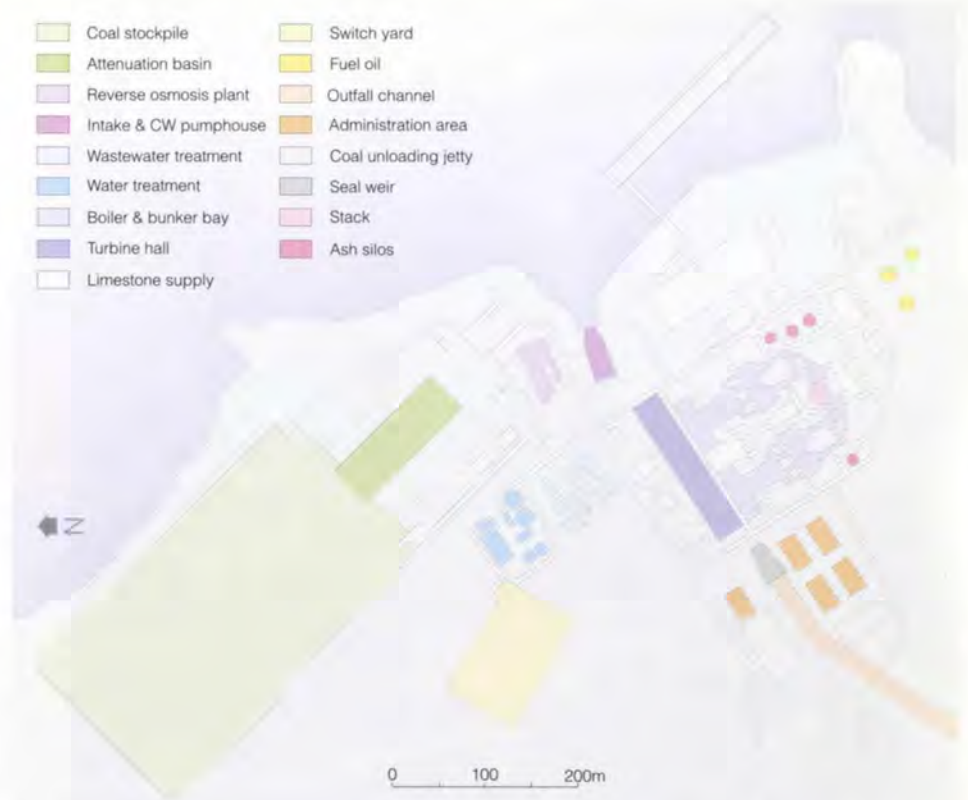 Coal stockpile
Attenuation basin
Reverse osmosis plant
Intake & CW pumphouse
Wastewater treatment
Water treatment
Boiler & bunker bay
Turbine hall
Limestone supply
Switch yard
Fuel oil
Outfall channel
Administration area
Coal unloading jetty
Seal weir
Stack
Ash silos
N
0 100 200m